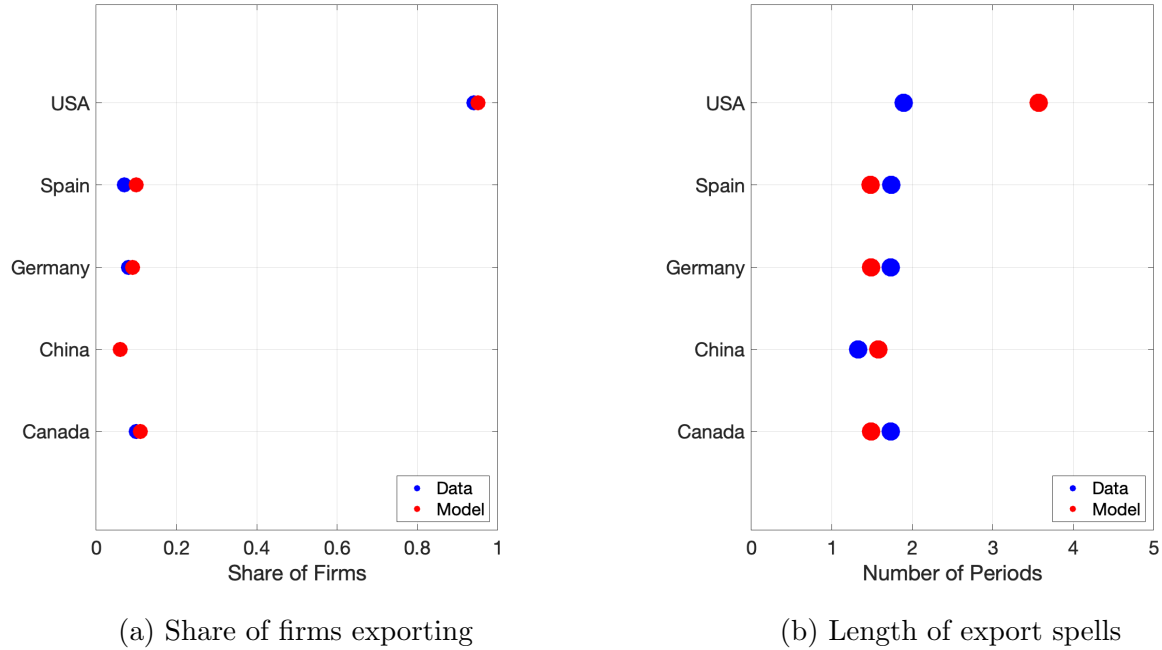 USA
Spain
Germany
China
Canada
Data
Model
0 0.2 0.4 0.6 0.8 1
Share of Firms
(a) Share of firms exporting
USA
Spain
Germany
China
Canada
Data
Model
0 1 2 3 4 5
Number of Periods
(b) Length of export spells